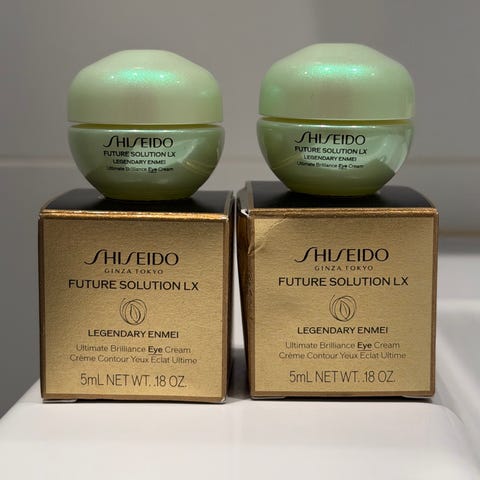 SHISEIDO
FUTURE SOLUTION LX
LEGENDARY ENMEI
Ultimate Brilliance Eye Cream
SHISEIDO
FUTURE SOLUTION LX
LEGENDARY ENMEI
Ultimate Brilliance Eye Cream
SHISEIDO
GINZA TOKYO
FUTURE SOLUTION LX
LEGENDARY ENMEI
Ultimate Brilliance Eye Cream
Crème Contour Yeux Éclat Ultime
5mL NET WT. .18 OZ.
SHISEIDO
GINZA TOKYO
FUTURE SOLUTION LX
LEGENDARY ENMEI
Ultimate Brilliance Eye Cream
Crème Contour Yeux Éclat Ultime
5mL NET WT. .18 OZ.